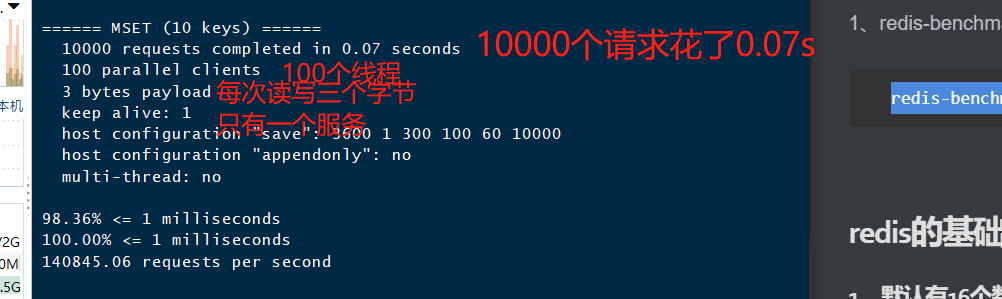 ====== MSET (10 keys) ======
10000 requests completed in 0.07 seconds
10000个请求花了0.07s
100 parallel clients
100个线程
3 bytes payload
每次读写三个字节
keep alive: 1
只有一个服务
host configuration "save": 3600 1 300 100 60 10000
host configuration "appendonly": no
multi-thread: no
98.36% <= 1 milliseconds
100.00% <= 1 milliseconds
140845.06 requests per second
本机
/2G
0M
.5G
1、redis-benchm
redis-benchm
redis的基础
1、默认有16个数